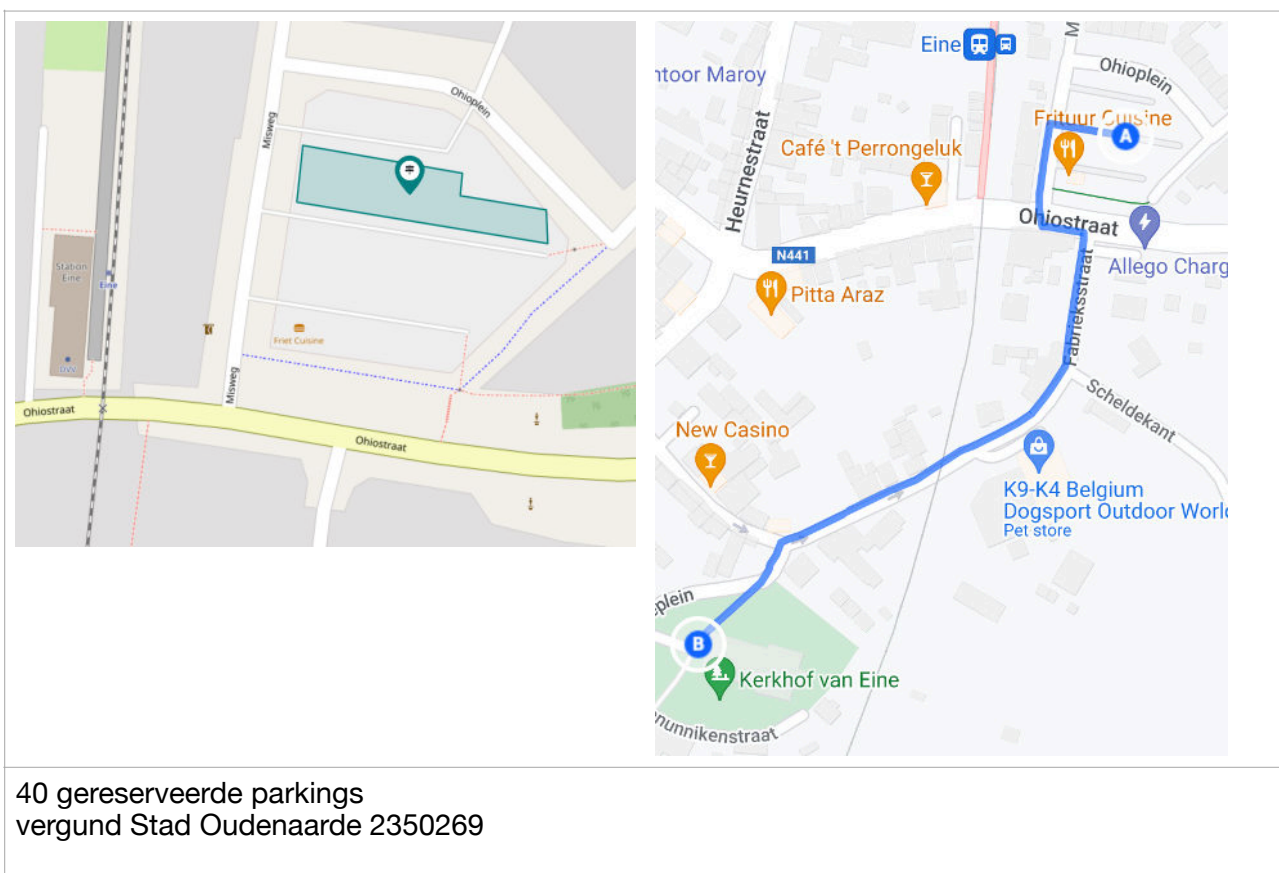 Ohioplein
Misweg
Station
Eine
Eine
Friet Cuisine
Misweg
Ohiostraat
Ohiostraat
Eine
M
ntoor Maroy
Ohioplein
Heurnestraat
Frituur Cuisine
A
Café 't Perrongeluk
Ohiostraat
N441
Allego Charg
Pitta Araz
Fabrieksstraat
Scheldekant
New Casino
K9-K4 Belgium
Dogsport Outdoor Worl
Pet store
plein
B
Kerkhof van Eine
nunnikenstraat
40 gereserveerde parkings
vergund Stad Oudenaarde 2350269